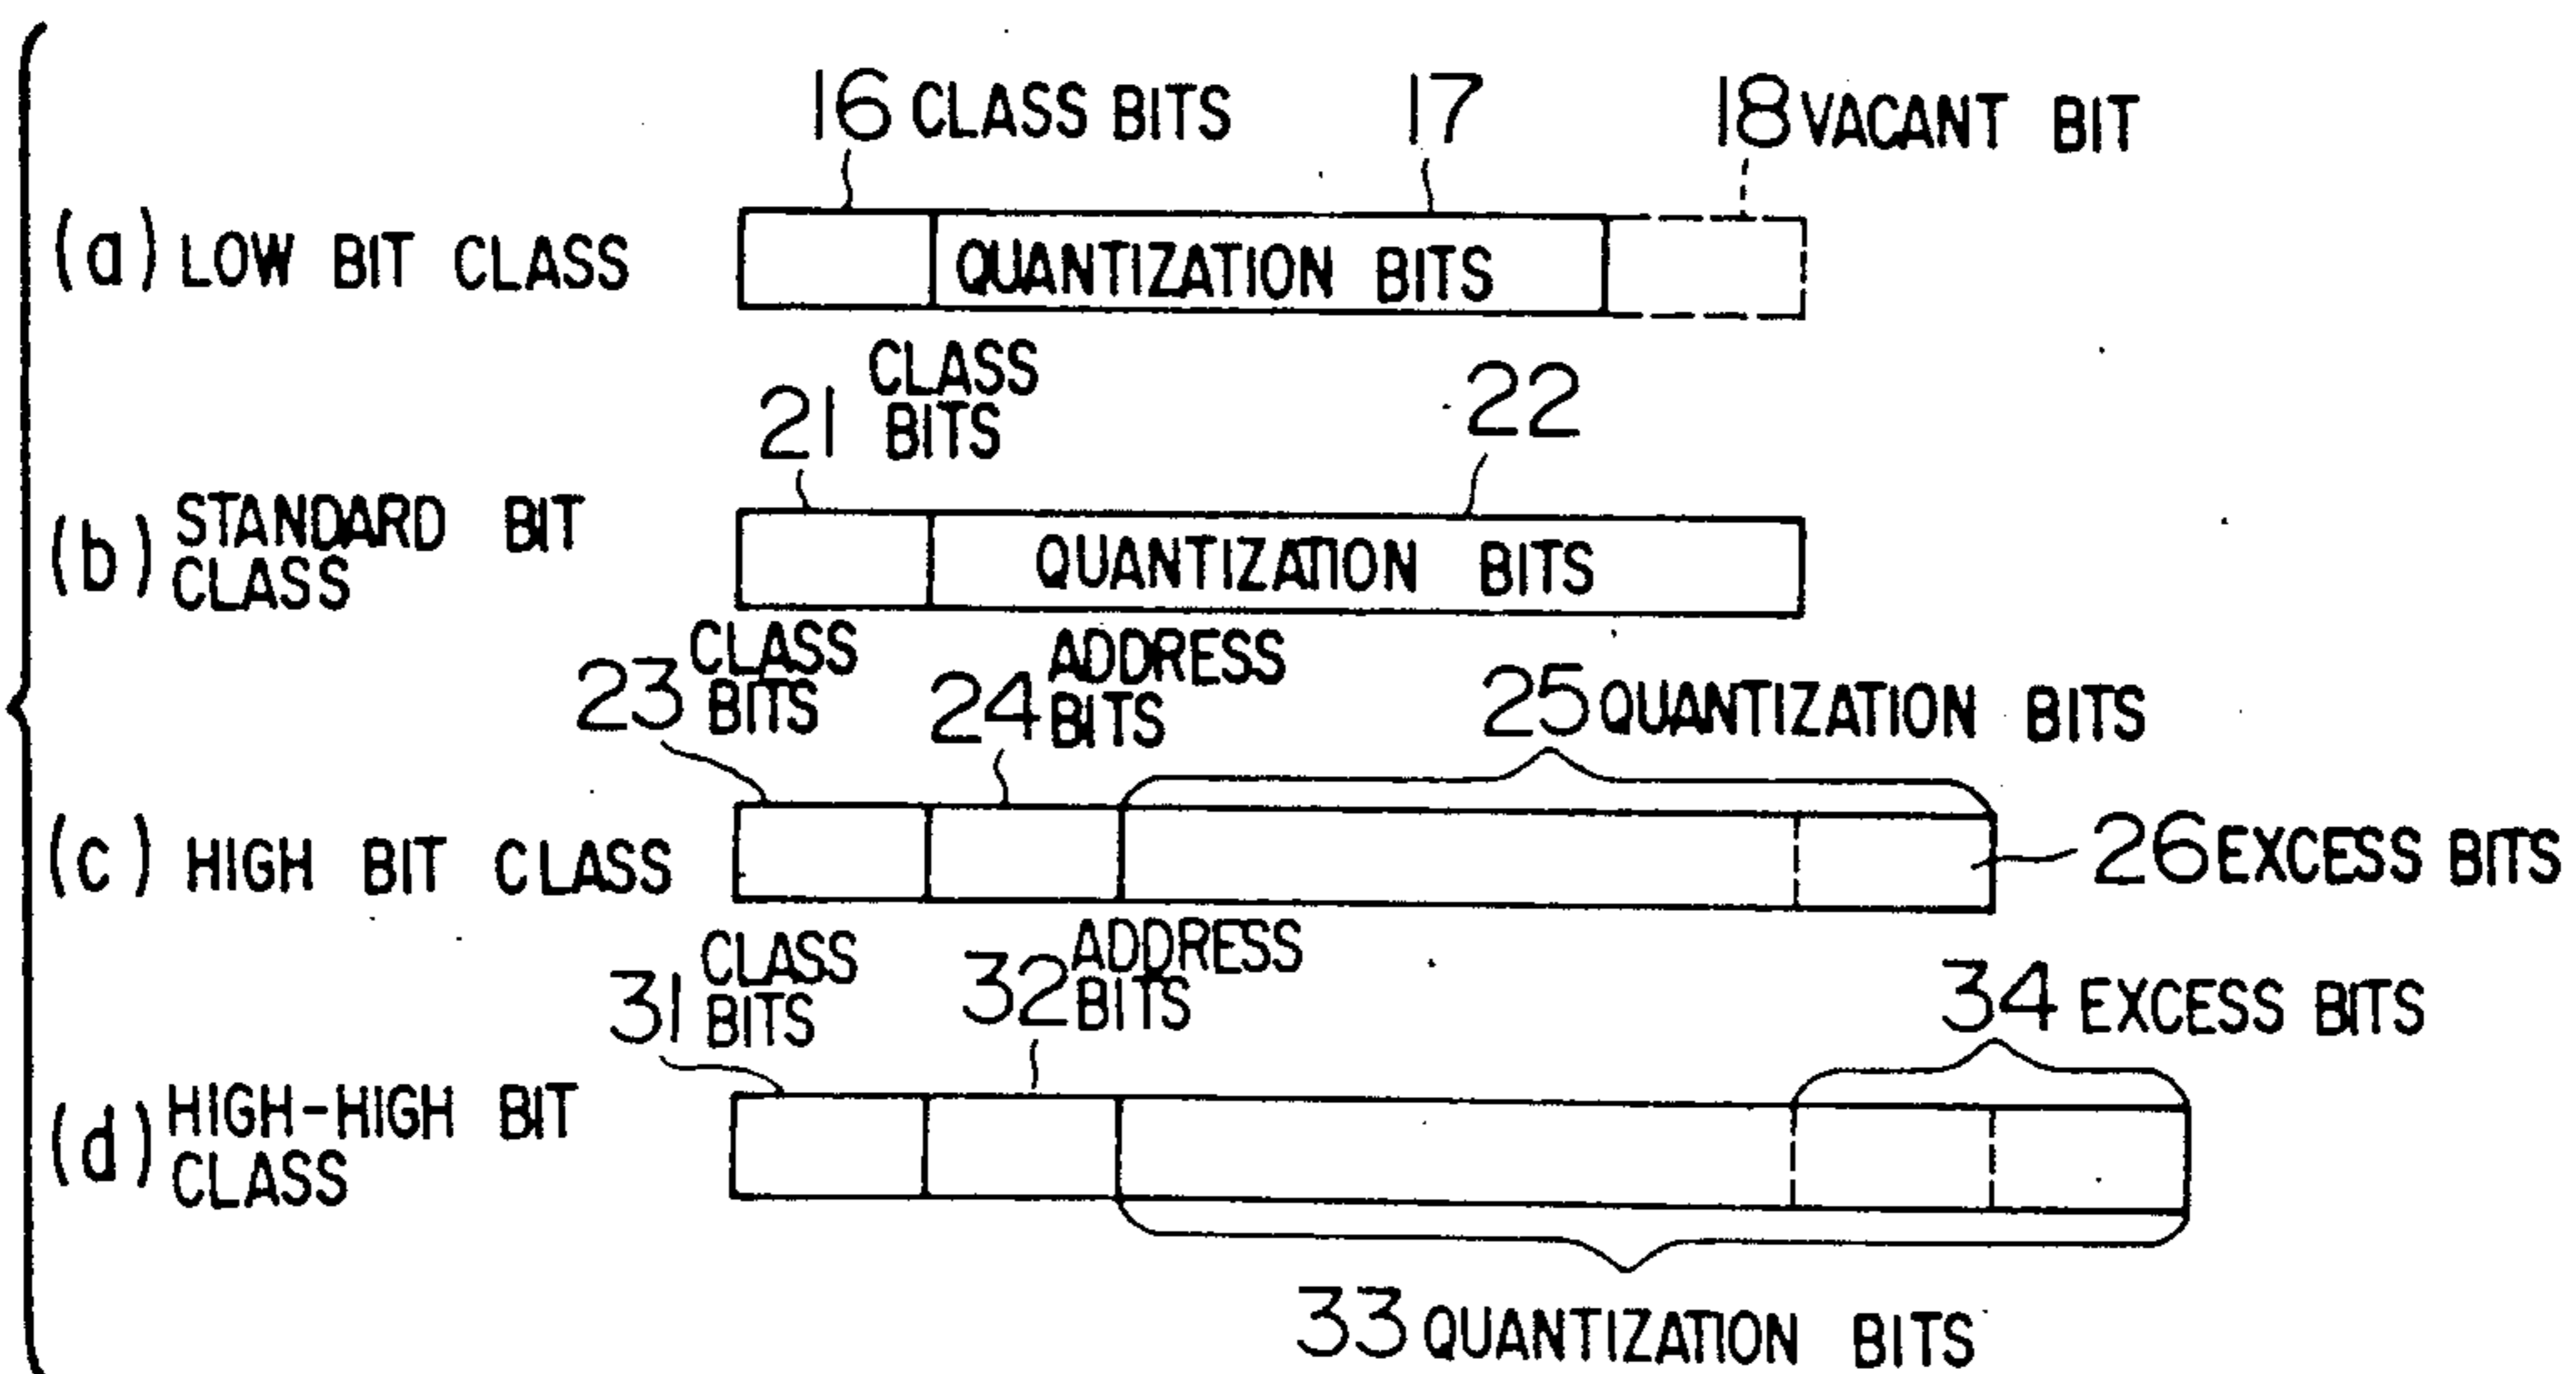 16 CLASS BITS
17
18 VACANT BIT
(a) LOW BIT CLASS
QUANTIZATION BITS
21 CLASS
BITS
22
(b) STANDARD BIT
CLASS
QUANTIZATION BITS
23 CLASS
BITS
24 ADDRESS
BITS
25 QUANTIZATION BITS
(c) HIGH BIT CLASS
26 EXCESS BITS
31 CLASS
BITS
32 ADDRESS
BITS
34 EXCESS BITS
(d) HIGH-HIGH BIT
CLASS
33 QUANTIZATION BITS